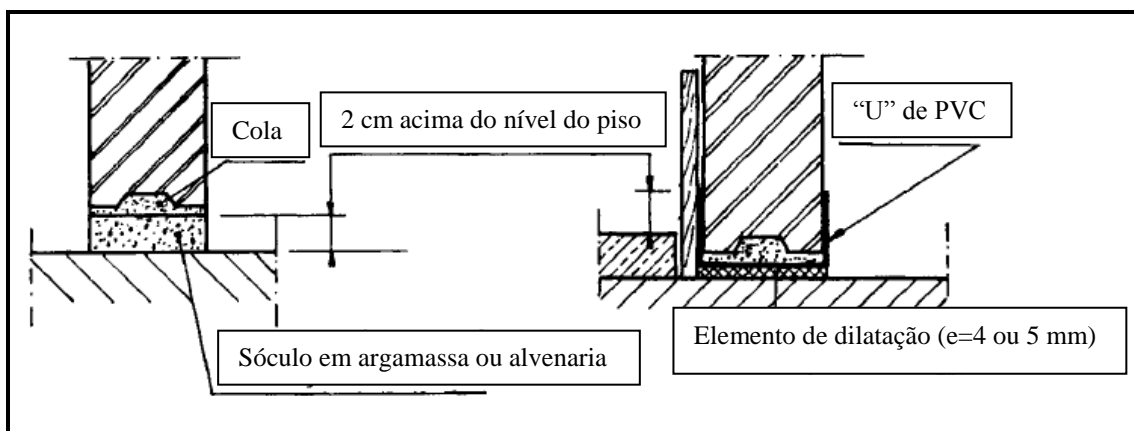 Cola
2 cm acima do nível do piso
“U” de PVC
Sóculo em argamassa ou alvenaria
Elemento de dilatação (e=4 ou 5 mm)